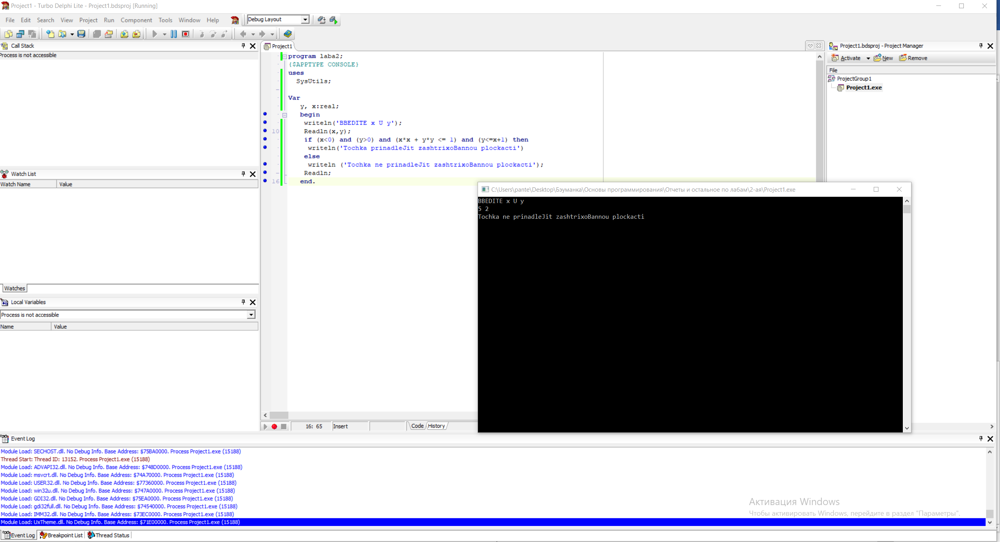 Project1 - Turbo Delphi Lite - Project1.bdsproj [Running]
File Edit Search View Project Run Component Tools Window Help
Debug Layout
Call Stack
Process is not accessible
Watch List
Watch Name Value
Watches
Local Variables
Process is not accessible
Name Value
Project1
program laba2;
{$APPTYPE CONSOLE}
uses
SysUtils;
Var
y, x:real;
begin
writeln('BBEDITE x U y');
10 Readln(x,y);
if (x<0) and (y>0) and (x*x + y*y <= 1) and (y<=x+1) then
writeln('Tochka prinadleJit zashtrixoBannou plockacti')
else
writeln ('Tochka ne prinadleJit zashtrixoBannou plockacti');
Readln;
16 end.
16: 65 Insert
Code History
C:\Users\pante\Desktop\Бэуманка\Основы программирования\Отчеты и остальное по лабам\2-ая\Project1.exe
BBEDITE x U y
5 2
Tochka ne prinadleJit zashtrixoBannou plockacti
Project1.bdsproj - Project Manager
Activate New Remove
File
ProjectGroup1
Project1.exe
Event Log
Module Load: SECHOST.dll. No Debug Info. Base Address: $75BA0000. Process Project1.exe (15188)
Thread Start: Thread ID: 13152. Process Project1.exe (15188)
Module Load: ADVAPI32.dll. No Debug Info. Base Address: $748D0000. Process Project1.exe (15188)
Module Load: msvcrt.dll. No Debug Info. Base Address: $74A70000. Process Project1.exe (15188)
Module Load: USER32.dll. No Debug Info. Base Address: $77360000. Process Project1.exe (15188)
Module Load: win32u.dll. No Debug Info. Base Address: $747A0000. Process Project1.exe (15188)
Module Load: GDI32.dll. No Debug Info. Base Address: $75EA0000. Process Project1.exe (15188)
Module Load: gdi32full.dll. No Debug Info. Base Address: $74540000. Process Project1.exe (15188)
Module Load: IMM32.dll. No Debug Info. Base Address: $73EC0000. Process Project1.exe (15188)
Module Load: UxTheme.dll. No Debug Info. Base Address: $71E00000. Process Project1.exe (15188)
Активация Windows
Чтобы активировать Windows, перейдите в раздел "Параметры".
Event Log Breakpoint List Thread Status